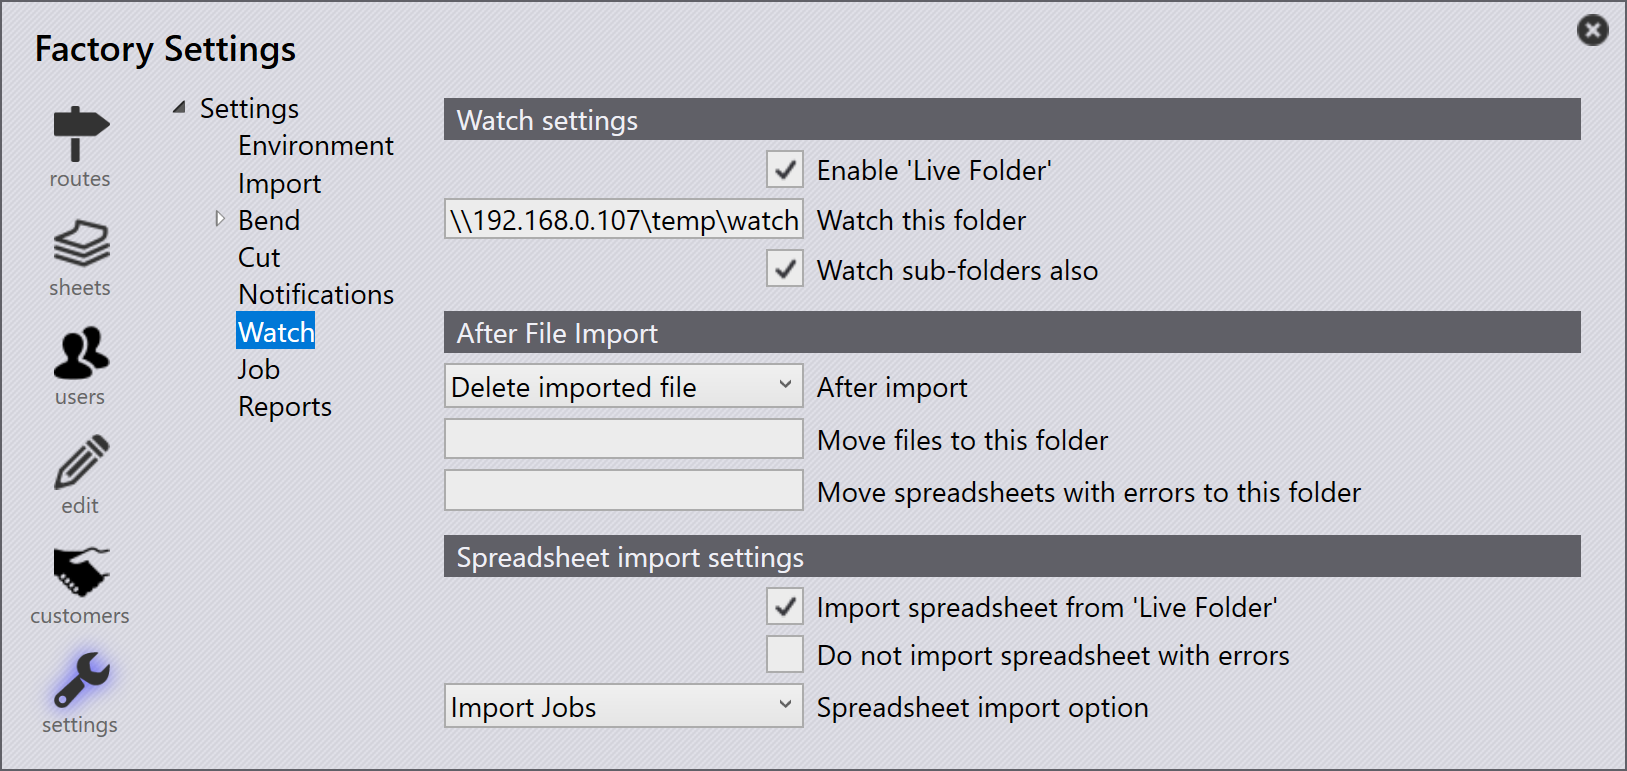 Factory Settings
routes
sheets
users
edit
customers
settings
Settings
Environment
Import
Bend
Cut
Notifications
Watch
Job
Reports
Watch settings
Enable 'Live Folder'
\\192.168.0.107\temp\watch Watch this folder
Watch sub-folders also
After File Import
Delete imported file After import
Move files to this folder
Move spreadsheets with errors to this folder
Spreadsheet import settings
Import spreadsheet from 'Live Folder'
Do not import spreadsheet with errors
Import Jobs Spreadsheet import option